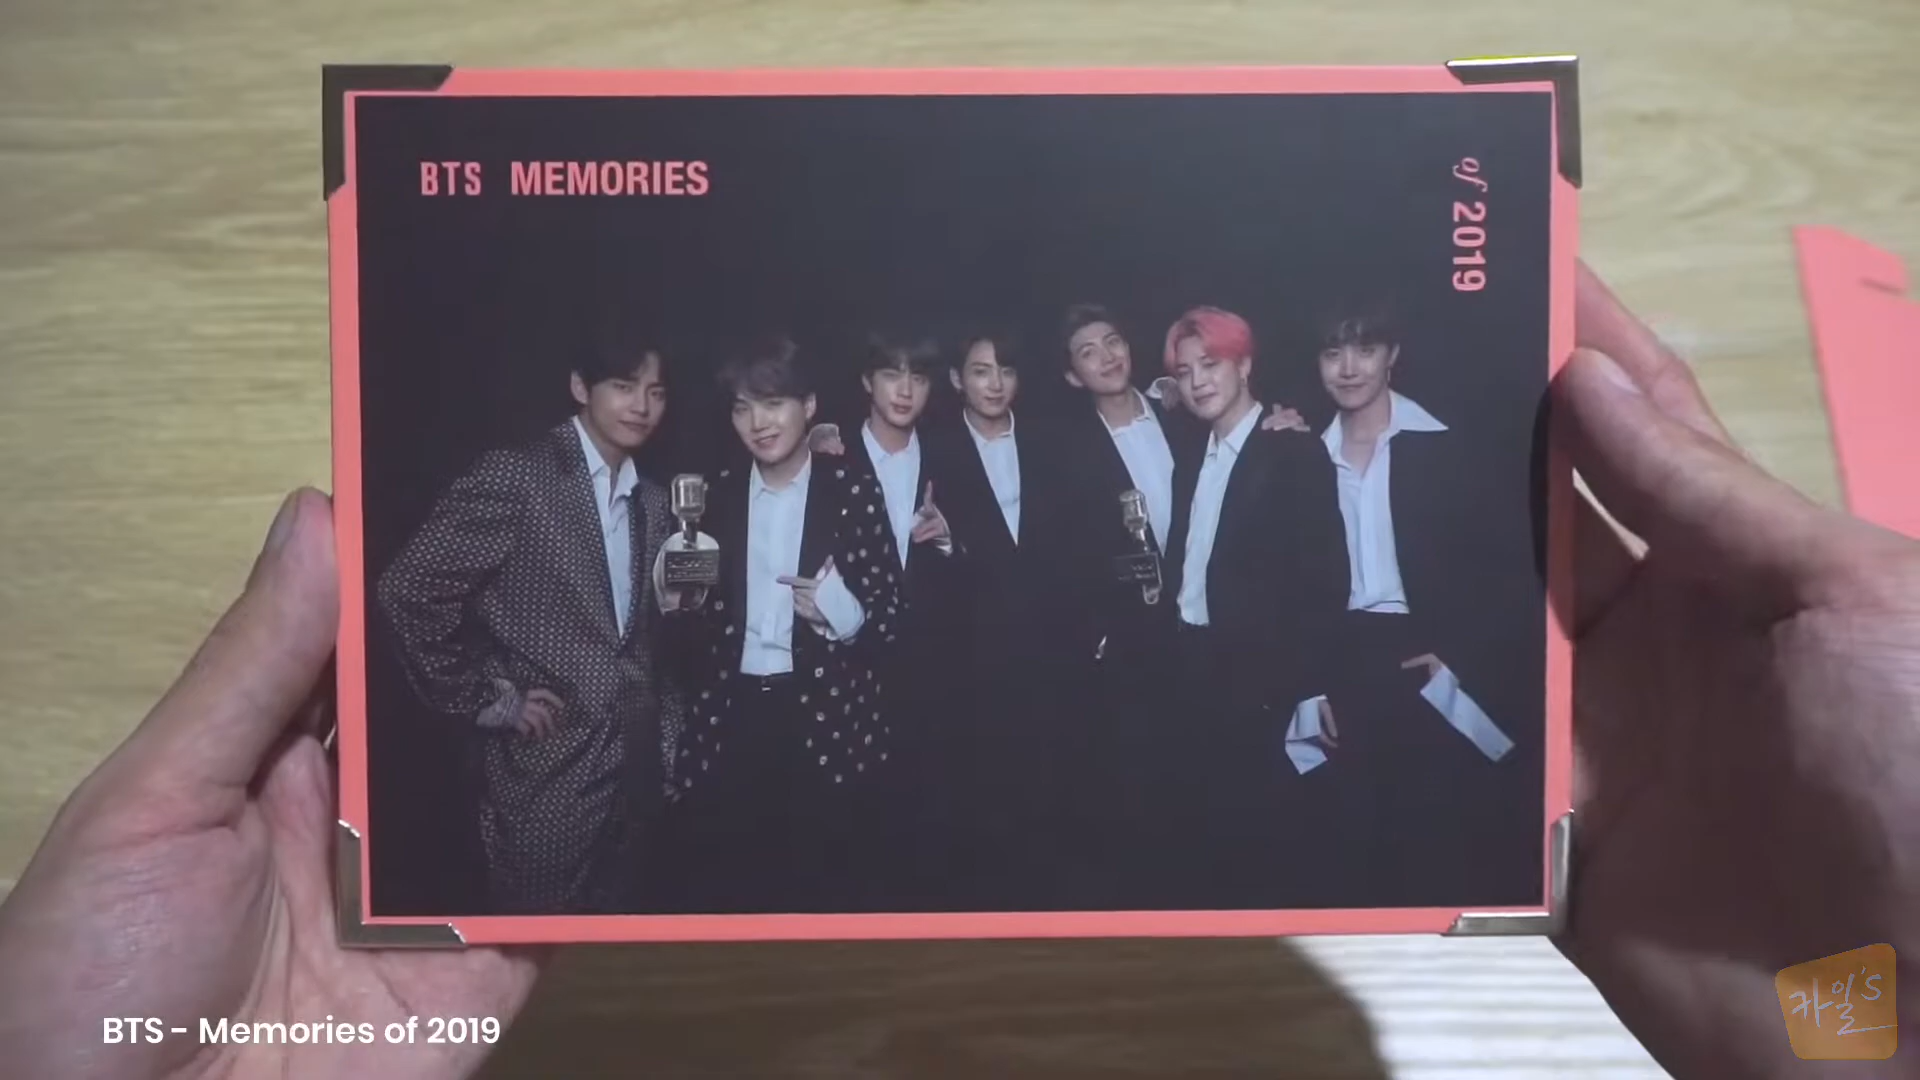 BTS MEMORIES
of 2019
BTS - Memories of 2019
카일's